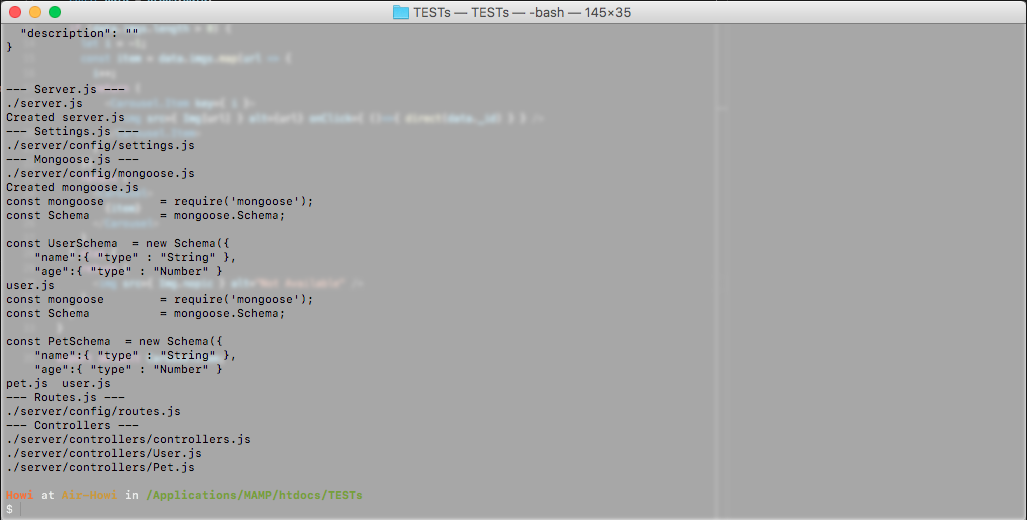 TESTs — TESTs — -bash — 145×35
"description": ""
}
--- Server.js ---
./server.js
Created server.js
--- Settings.js ---
./server/config/settings.js
--- Mongoose.js ---
./server/config/mongoose.js
Created mongoose.js
const mongoose        = require('mongoose');
const Schema          = mongoose.Schema;
const UserSchema  = new Schema({
    "name":{ "type" : "String" },
    "age":{ "type" : "Number" }
user.js
const mongoose        = require('mongoose');
const Schema          = mongoose.Schema;
const PetSchema  = new Schema({
    "name":{ "type" : "String" },
    "age":{ "type" : "Number" }
pet.js  user.js
--- Routes.js ---
./server/config/routes.js
--- Controllers ---
./server/controllers/controllers.js
./server/controllers/User.js
./server/controllers/Pet.js
Howi at Air-Howi in /Applications/MAMP/htdocs/TESTs
$